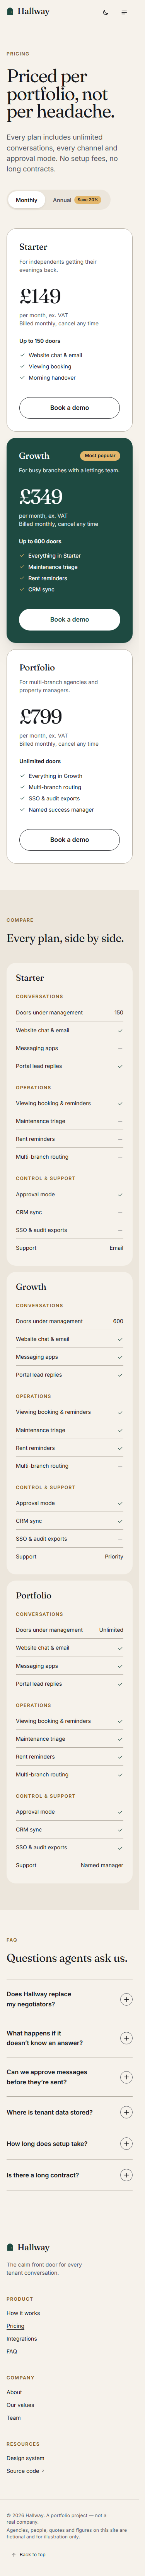 Hallway
PRICING
Priced per
portfolio, not
per headache.
Every plan includes unlimited
conversations, every channel and
approval mode. No setup fees, no
long contracts.
Monthly
Annual Save 20%
Starter
For independents getting their
evenings back.
£149
per month, ex. VAT
Billed monthly, cancel any time
Up to 150 doors
Website chat & email
Viewing booking
Morning handover
Book a demo
Growth
Most popular
For busy branches with a lettings team.
£349
per month, ex. VAT
Billed monthly, cancel any time
Up to 600 doors
Everything in Starter
Maintenance triage
Rent reminders
CRM sync
Book a demo
Portfolio
For multi-branch agencies and
property managers.
£799
per month, ex. VAT
Billed monthly, cancel any time
Unlimited doors
Everything in Growth
Multi-branch routing
SSO & audit exports
Named success manager
Book a demo
COMPARE
Every plan, side by side.
Starter
CONVERSATIONS
Doors under management 150
Website chat & email
Messaging apps —
Portal lead replies
OPERATIONS
Viewing booking & reminders
Maintenance triage —
Rent reminders —
Multi-branch routing —
CONTROL & SUPPORT
Approval mode
CRM sync —
SSO & audit exports —
Support Email
Growth
CONVERSATIONS
Doors under management 600
Website chat & email
Messaging apps
Portal lead replies
OPERATIONS
Viewing booking & reminders
Maintenance triage
Rent reminders
Multi-branch routing —
CONTROL & SUPPORT
Approval mode
CRM sync
SSO & audit exports —
Support Priority
Portfolio
CONVERSATIONS
Doors under management Unlimited
Website chat & email
Messaging apps
Portal lead replies
OPERATIONS
Viewing booking & reminders
Maintenance triage
Rent reminders
Multi-branch routing
CONTROL & SUPPORT
Approval mode
CRM sync
SSO & audit exports
Support Named manager
FAQ
Questions agents ask us.
Does Hallway replace
my negotiators?
What happens if it
doesn't know an answer?
Can we approve messages
before they're sent?
Where is tenant data stored?
How long does setup take?
Is there a long contract?
Hallway
The calm front door for every
tenant conversation.
PRODUCT
How it works
Pricing
Integrations
FAQ
COMPANY
About
Our values
Team
RESOURCES
Design system
Source code ↗
© 2026 Hallway. A portfolio project — not a
real company.
Agencies, people, quotes and figures on this site are
fictional and for illustration only.
↑ Back to top